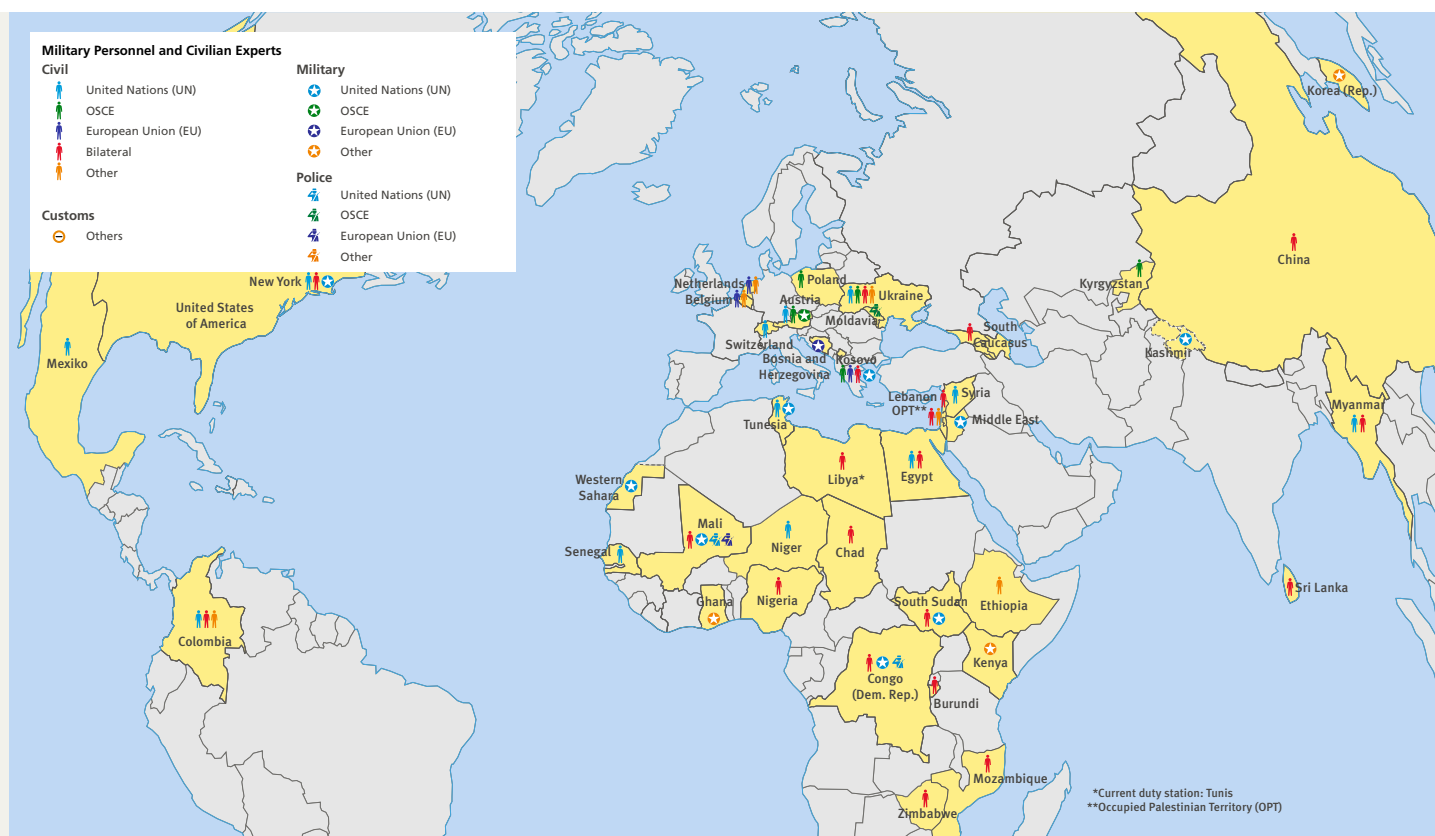 Military Personnel and Civilian Experts
Civil
United Nations (UN)
OSCE
European Union (EU)
Bilateral
Other
Customs
Others
Military
United Nations (UN)
OSCE
European Union (EU)
Other
Police
United Nations (UN)
OSCE
European Union (EU)
Other
Korea (Rep.)
China
Kyrgyzstan
Kashmir
Myanmar
Sri Lanka
New York
United States
of America
Mexiko
Colombia
Netherlands
Belgium
Poland
Austria
Ukraine
Moldavia
Switzerland
Bosnia and
Herzegovina
Kosovo
South
Caucasus
Lebanon
OPT**
Syria
Middle East
Tunesia
Libya*
Egypt
Western
Sahara
Mali
Niger
Chad
Senegal
Ghana
Nigeria
South Sudan
Ethiopia
Kenya
Congo
(Dem. Rep.)
Burundi
Mozambique
Zimbabwe
*Current duty station: Tunis
**Occupied Palestinian Territory (OPT)